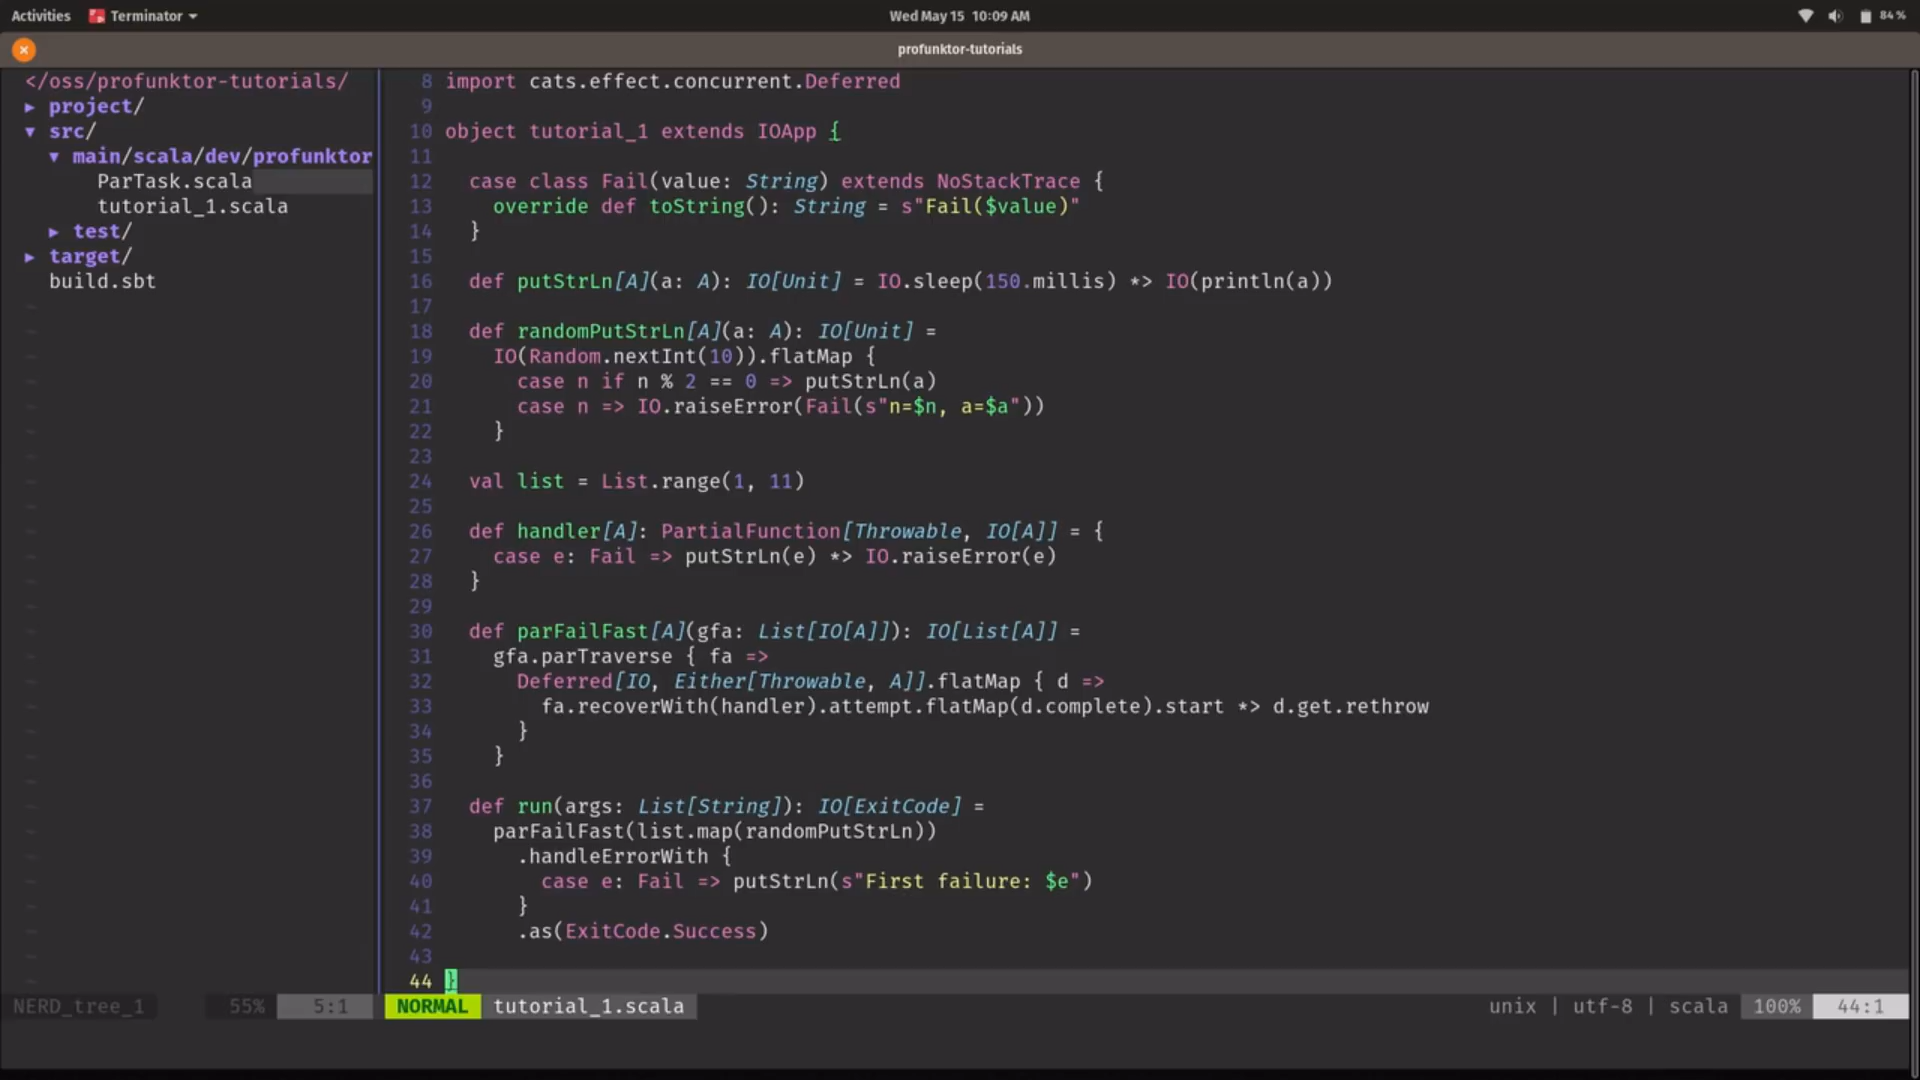 Activities Terminator Wed May 15 10:09 AM 84 %
profunktor-tutorials
</oss/profunktor-tutorials/
▸ project/
▾ src/
▾ main/scala/dev/profunktor
ParTask.scala
tutorial_1.scala
▸ test/
▸ target/
build.sbt
8 import cats.effect.concurrent.Deferred
9
10 object tutorial_1 extends IOApp {
11
12 case class Fail(value: String) extends NoStackTrace {
13 override def toString(): String = s"Fail($value)"
14 }
15
16 def putStrLn[A](a: A): IO[Unit] = IO.sleep(150.millis) *> IO(println(a))
17
18 def randomPutStrLn[A](a: A): IO[Unit] =
19 IO(Random.nextInt(10)).flatMap {
20 case n if n % 2 == 0 => putStrLn(a)
21 case n => IO.raiseError(Fail(s"n=$n, a=$a"))
22 }
23
24 val list = List.range(1, 11)
25
26 def handler[A]: PartialFunction[Throwable, IO[A]] = {
27 case e: Fail => putStrLn(e) *> IO.raiseError(e)
28 }
29
30 def parFailFast[A](gfa: List[IO[A]]): IO[List[A]] =
31 gfa.parTraverse { fa =>
32 Deferred[IO, Either[Throwable, A]].flatMap { d =>
33 fa.recoverWith(handler).attempt.flatMap(d.complete).start *> d.get.rethrow
34 }
35 }
36
37 def run(args: List[String]): IO[ExitCode] =
38 parFailFast(list.map(randomPutStrLn))
39 .handleErrorWith {
40 case e: Fail => putStrLn(s"First failure: $e")
41 }
42 .as(ExitCode.Success)
43
44 }
NERD_tree_1 55% 5:1 NORMAL tutorial_1.scala unix | utf-8 | scala 100% 44:1